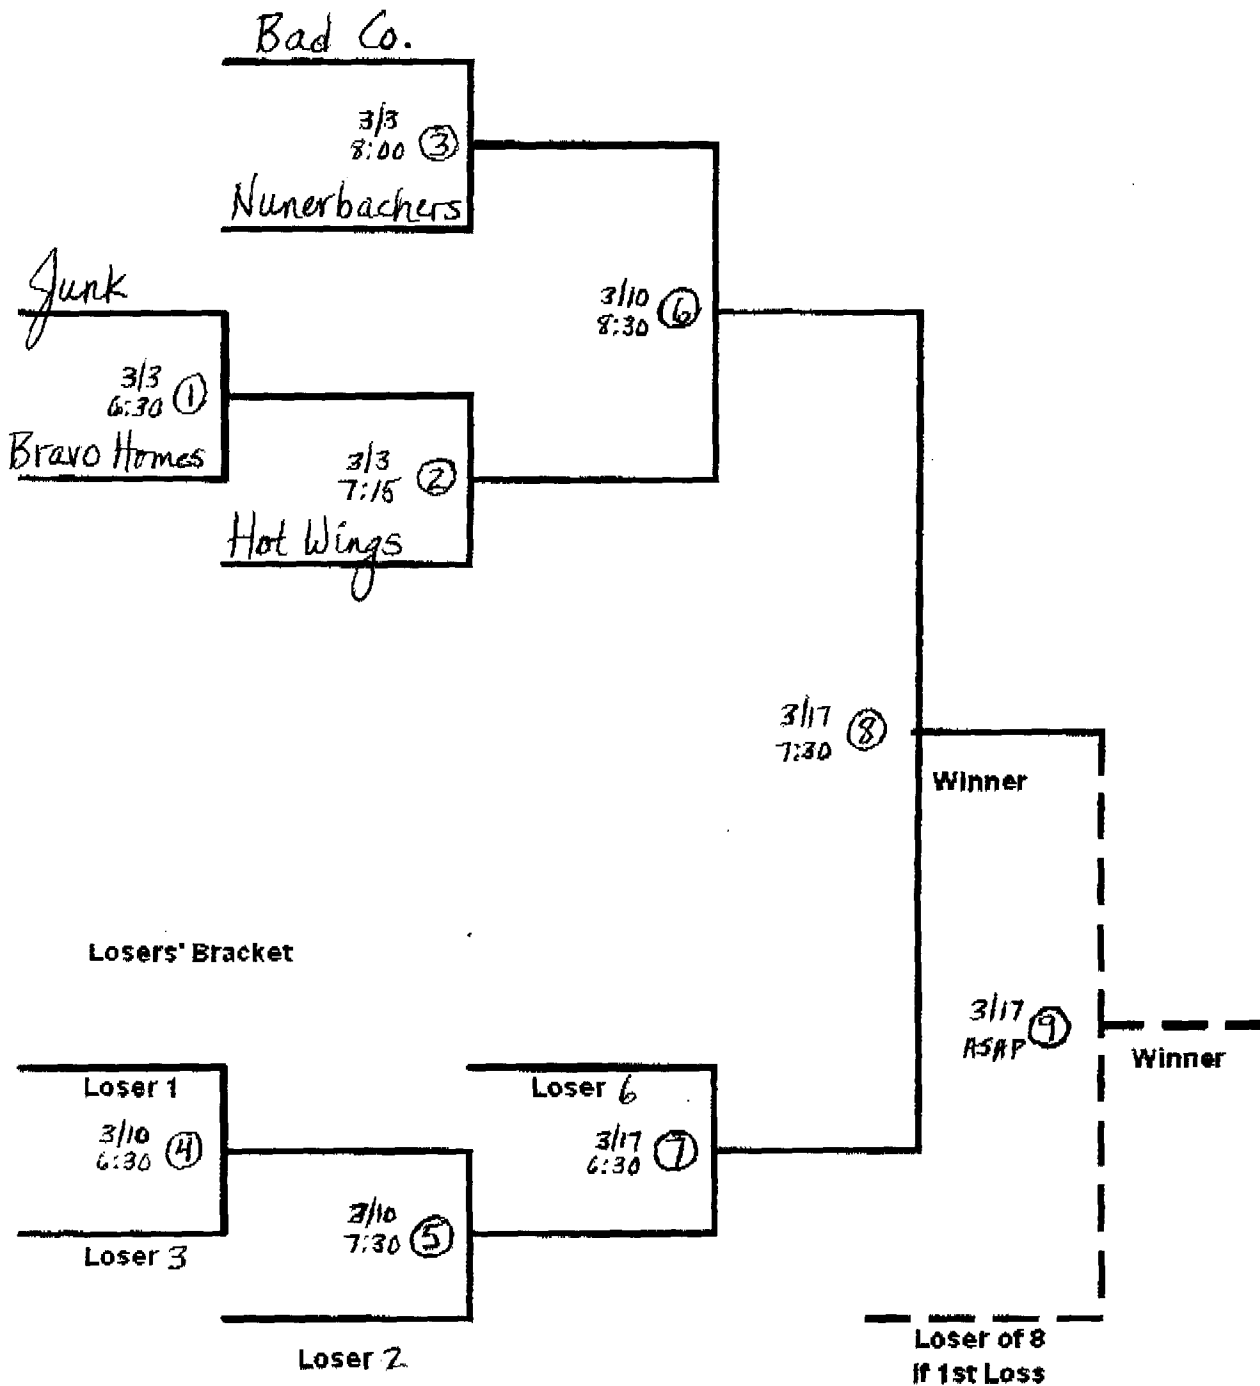 Bad Co.
3/3
8:00 3
Nunerbachers
Junk
3/10
8:30 6
3/3
6:30 1
Bravo Homes
3/3
7:15 2
Hot Wings
3/17
7:30 8
Winner
Losers' Bracket
3/17
ASAP 9
Winner
Loser 1
Loser 6
3/10
6:30 4
3/17
6:30 7
3/10
7:30 5
Loser 3
Loser 2
Loser of 8
If 1st Loss